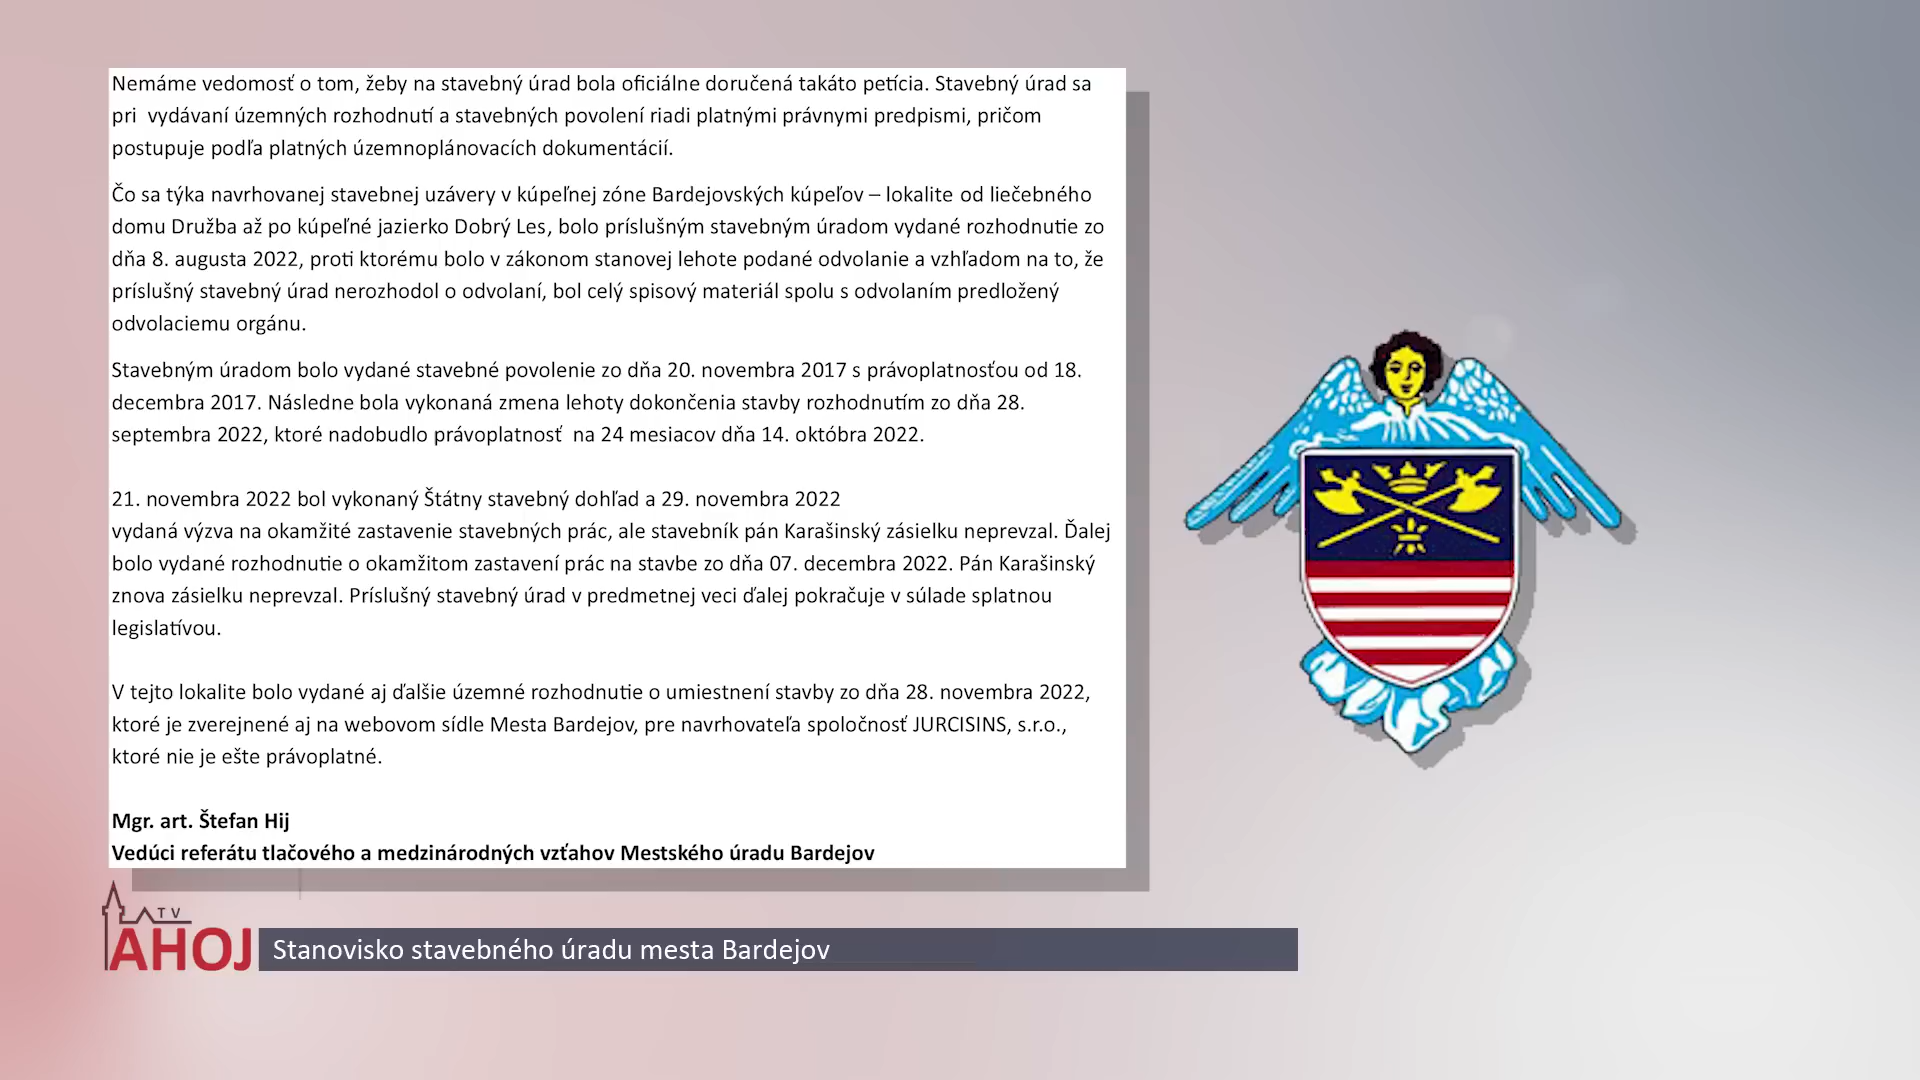 Nemáme vedomosť o tom, žeby na stavebný úrad bola oficiálne doručená takáto petícia. Stavebný úrad sa
pri  vydávaní územných rozhodnutí a stavebných povolení riadi platnými právnymi predpismi, pričom
postupuje podľa platných územnoplánovacích dokumentácií.
Čo sa týka navrhovanej stavebnej uzávery v kúpeľnej zóne Bardejovských kúpeľov – lokalite od liečebného
domu Družba až po kúpeľné jazierko Dobrý Les, bolo príslušným stavebným úradom vydané rozhodnutie zo
dňa 8. augusta 2022, proti ktorému bolo v zákonom stanovej lehote podané odvolanie a vzhľadom na to, že
príslušný stavebný úrad nerozhodol o odvolaní, bol celý spisový materiál spolu s odvolaním predložený
odvolaciemu orgánu.
Stavebným úradom bolo vydané stavebné povolenie zo dňa 20. novembra 2017 s právoplatnosťou od 18.
decembra 2017. Následne bola vykonaná zmena lehoty dokončenia stavby rozhodnutím zo dňa 28.
septembra 2022, ktoré nadobudlo právoplatnosť  na 24 mesiacov dňa 14. októbra 2022.
21. novembra 2022 bol vykonaný Štátny stavebný dohľad a 29. novembra 2022
vydaná výzva na okamžité zastavenie stavebných prác, ale stavebník pán Karašinský zásielku neprevzal. Ďalej
bolo vydané rozhodnutie o okamžitom zastavení prác na stavbe zo dňa 07. decembra 2022. Pán Karašinský
znova zásielku neprevzal. Príslušný stavebný úrad v predmetnej veci ďalej pokračuje v súlade splatnou
legislatívou.
V tejto lokalite bolo vydané aj ďalšie územné rozhodnutie o umiestnení stavby zo dňa 28. novembra 2022,
ktoré je zverejnené aj na webovom sídle Mesta Bardejov, pre navrhovateľa spoločnosť JURCISINS, s.r.o.,
ktoré nie je ešte právoplatné.
Mgr. art. Štefan Hij
Vedúci referátu tlačového a medzinárodných vzťahov Mestského úradu Bardejov
TV
AHOJ
Stanovisko stavebného úradu mesta Bardejov